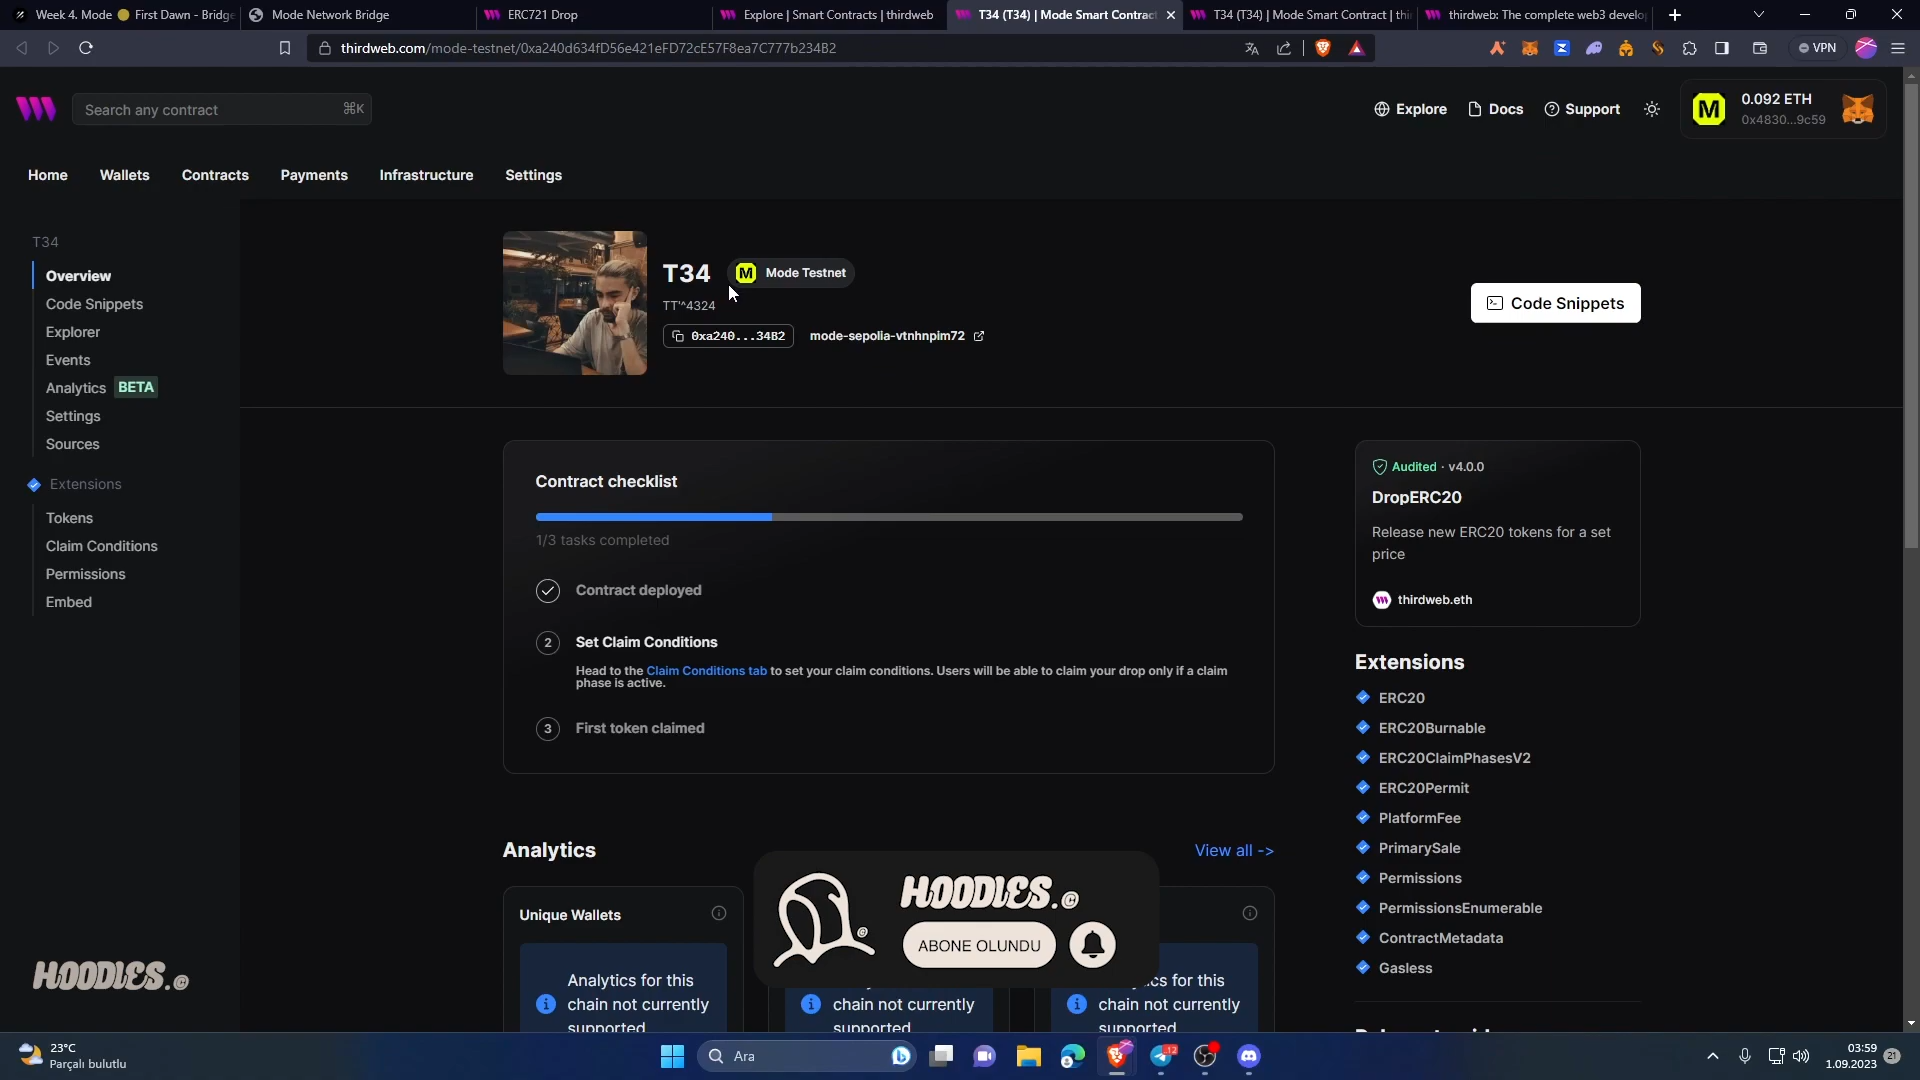 Week 4. Mode
First Dawn - Bridge
Mode Network Bridge
ERC721 Drop
Explore | Smart Contracts | thirdweb
T34 (T34) | Mode Smart Contract
T34 (T34) | Mode Smart Contract | thi
thirdweb: The complete web3 develo
thirdweb.com/mode-testnet/0xa240d634fD56e421eFD72cE57F8ea7C777b234B2
VPN
Search any contract
⌘K
Explore
Docs
Support
0.092 ETH
0x4830...9c59
Home
Wallets
Contracts
Payments
Infrastructure
Settings
T34
Overview
Code Snippets
Explorer
Events
Analytics BETA
Settings
Sources
Extensions
Tokens
Claim Conditions
Permissions
Embed
T34
Mode Testnet
TT'^4324
0xa240...34B2
mode-sepolia-vtnhnpim72
Code Snippets
Contract checklist
1/3 tasks completed
Contract deployed
2
Set Claim Conditions
Head to the Claim Conditions tab to set your claim conditions. Users will be able to claim your drop only if a claim
phase is active.
3
First token claimed
Analytics
View all ->
Unique Wallets
Analytics for this
chain not currently
supported
chain not currently
supported
cs for this
chain not currently
supported
Audited · v4.0.0
DropERC20
Release new ERC20 tokens for a set
price
thirdweb.eth
Extensions
ERC20
ERC20Burnable
ERC20ClaimPhasesV2
ERC20Permit
PlatformFee
PrimarySale
Permissions
PermissionsEnumerable
ContractMetadata
Gasless
HOODIES.©
ABONE OLUNDU
HOODIES.©
23°C
Parçalı bulutlu
Ara
12
03:59
1.09.2023
21